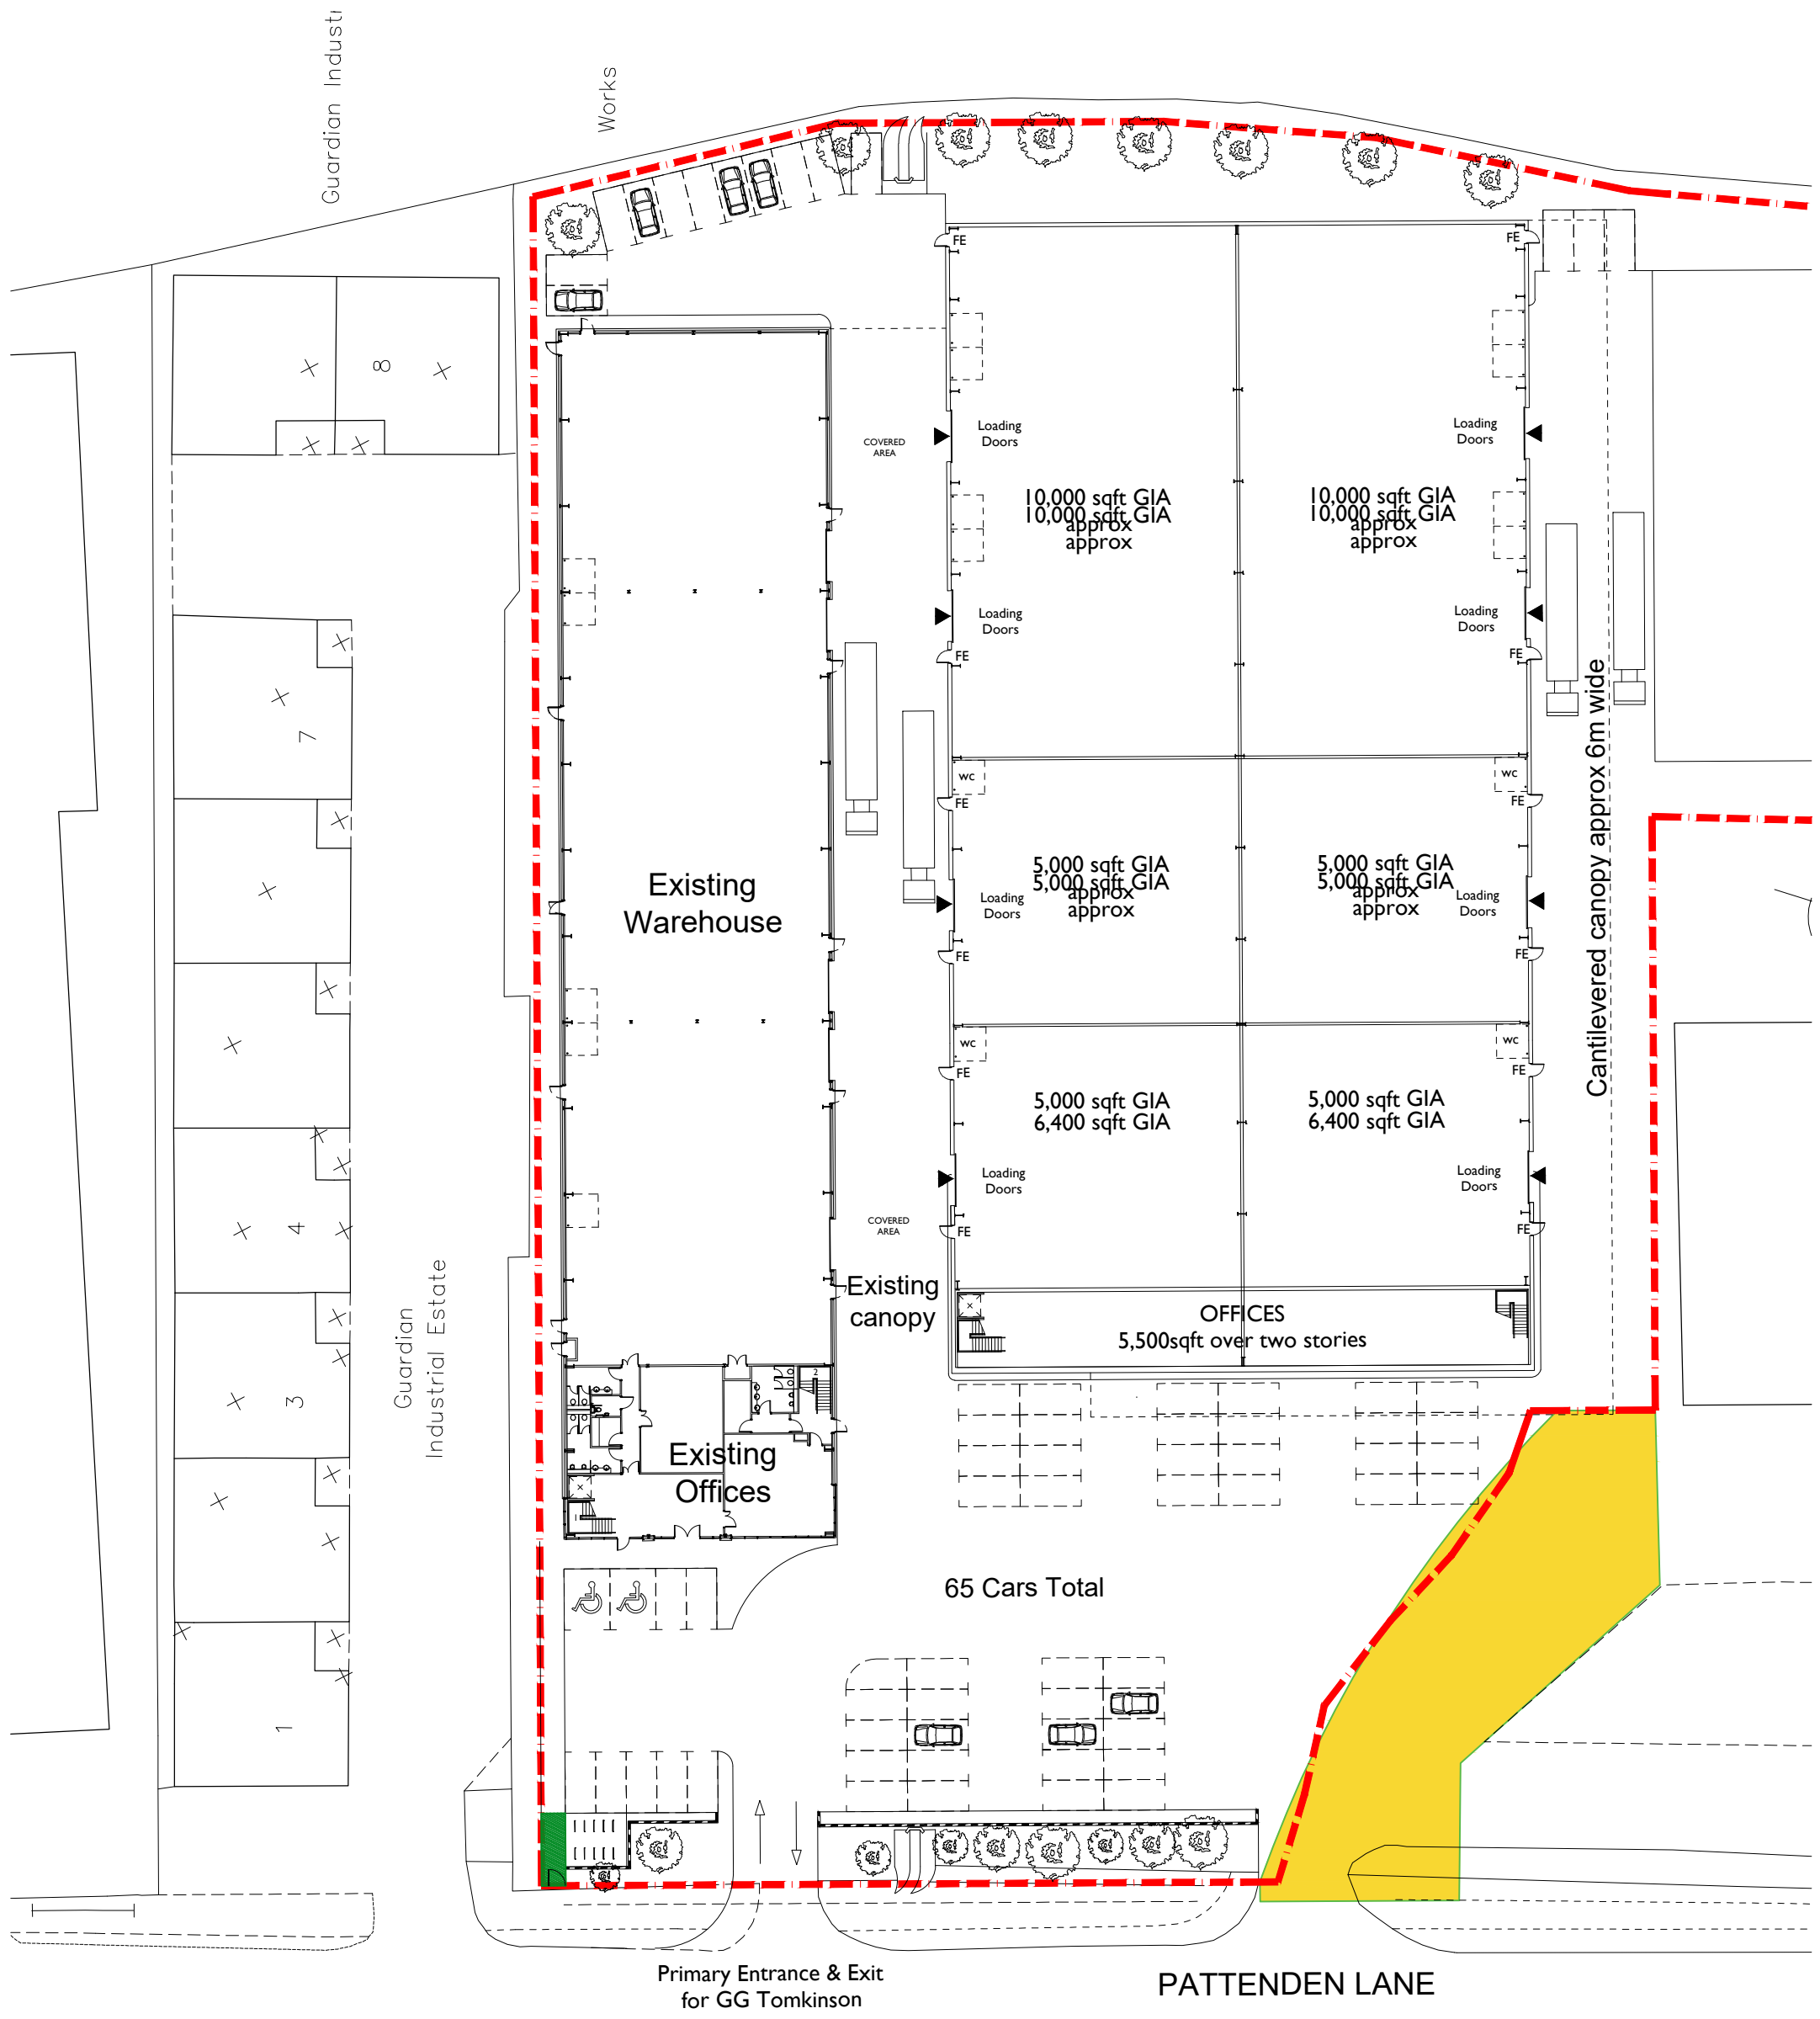 Guardian Industri
Works
8
7
4
3
1
Guardian
Industrial Estate
FE
FE
COVERED
AREA
Loading
Doors
Loading
Doors
10,000 sqft GIA
10,000 sqft GIA
approx
approx
10,000 sqft GIA
10,000 sqft GIA
approx
approx
Loading
Doors
Loading
Doors
FE
FE
Cantilevered canopy approx 6m wide
wc
wc
FE
FE
Existing
Warehouse
5,000 sqft GIA
5,000 sqft GIA
approx
approx
5,000 sqft GIA
5,000 sqft GIA
approx
approx
Loading
Doors
Loading
Doors
FE
FE
wc
wc
FE
FE
5,000 sqft GIA
6,400 sqft GIA
5,000 sqft GIA
6,400 sqft GIA
Loading
Doors
Loading
Doors
COVERED
AREA
FE
FE
Existing
canopy
OFFICES
5,500sqft over two stories
2
Existing
Offices
65 Cars Total
Primary Entrance & Exit
for GG Tomkinson
PATTENDEN LANE